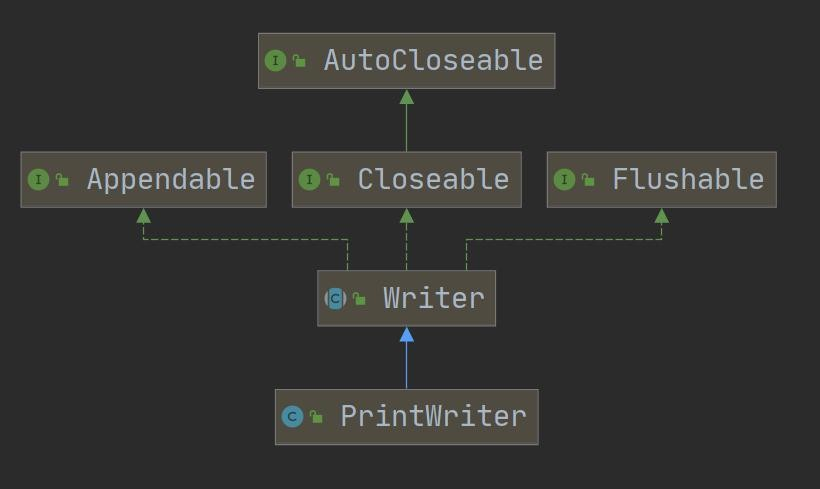 I AutoCloseable
I Appendable I Closeable I Flushable
C Writer
C PrintWriter